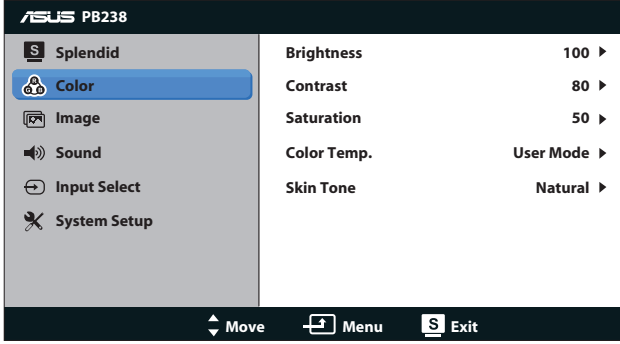 ASUS PB238
S Splendid
Color
Image
Sound
Input Select
System Setup
Brightness 100
Contrast 80
Saturation 50
Color Temp. User Mode
Skin Tone Natural
Move Menu S Exit